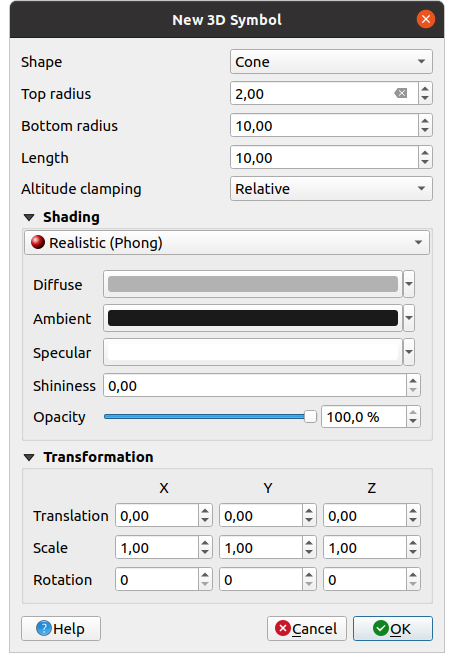 New 3D Symbol
Shape Cone
Top radius 2,00
Bottom radius 10,00
Length 10,00
Altitude clamping Relative
Shading
Realistic (Phong)
Diffuse
Ambient
Specular
Shininess 0,00
Opacity 100,0 %
Transformation
X Y Z
Translation 0,00 0,00 0,00
Scale 1,00 1,00 1,00
Rotation 0 0 0
Help Cancel OK